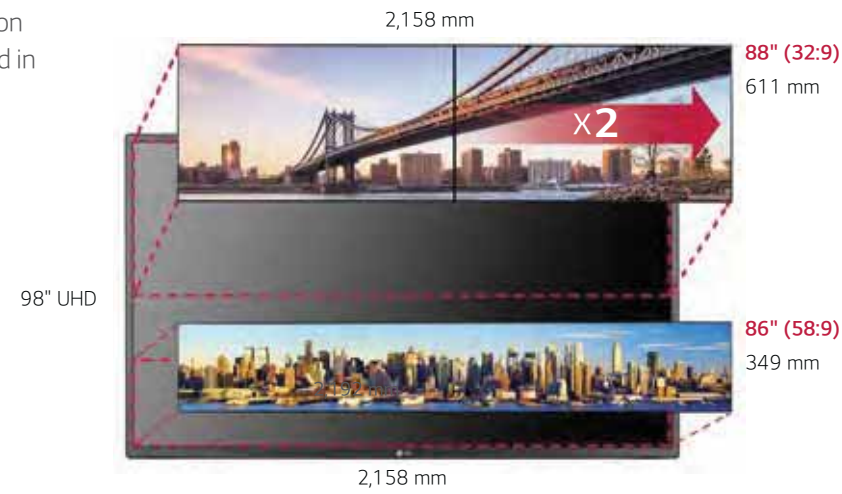 on
d in
2,158 mm
88" (32:9)
611 mm
X2
98" UHD
86" (58:9)
349 mm
LG
2,158 mm